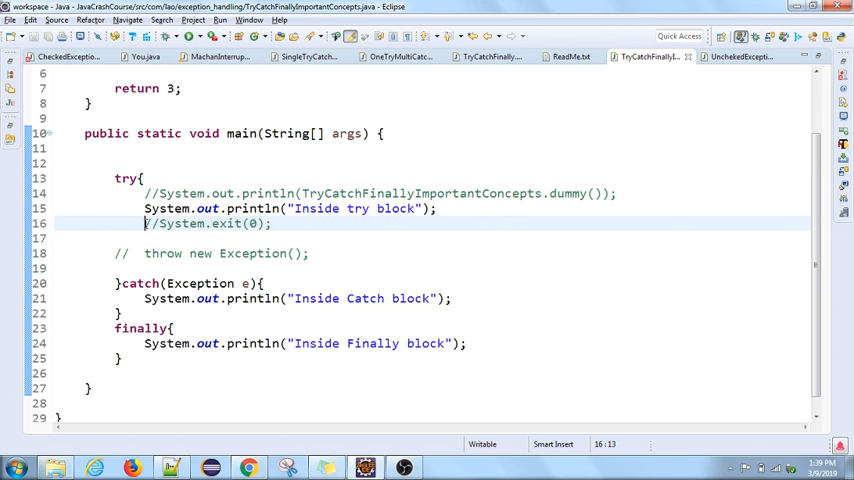 workspace - Java - JavaCrashCourse/src/com/lao/exception_handling/TryCatchFinallyImportantConcepts.java - Eclipse
File Edit Source Refactor Navigate Search Project Run Window Help
Quick Access
CheckedExceptio... You.java MachanInterrup... SingleTryCatch... OneTryMultiCatc... TryCatchFinally.... ReadMe.txt TryCatchFinallyI... UnchekedExcepti...
6
7 return 3;
8 }
9
10 public static void main(String[] args) {
11
12
13 try{
14 //System.out.println(TryCatchFinallyImportantConcepts.dummy());
15 System.out.println("Inside try block");
16 //System.exit(0);
17
18 // throw new Exception();
19
20 }catch(Exception e){
21 System.out.println("Inside Catch block");
22 }
23 finally{
24 System.out.println("Inside Finally block");
25 }
26
27 }
28
29 }
Writable Smart Insert 16 : 13
1:39 PM
3/9/2019